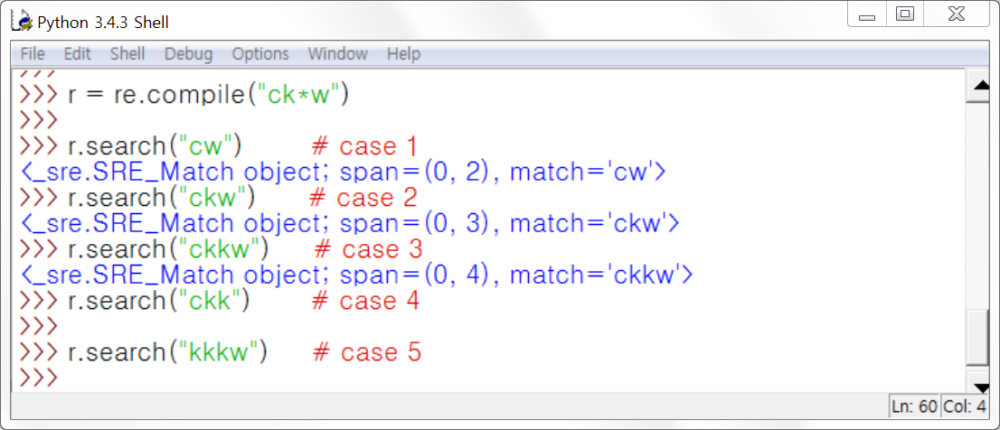 Python 3.4.3 Shell
File Edit Shell Debug Options Window Help
>>>
>>> r = re.compile("ck*w")
>>>
>>> r.search("cw") # case 1
<_sre.SRE_Match object; span=(0, 2), match='cw'>
>>> r.search("ckw") # case 2
<_sre.SRE_Match object; span=(0, 3), match='ckw'>
>>> r.search("ckkw") # case 3
<_sre.SRE_Match object; span=(0, 4), match='ckkw'>
>>> r.search("ckk") # case 4
>>>
>>> r.search("kkkw") # case 5
>>>
Ln: 60 Col: 4